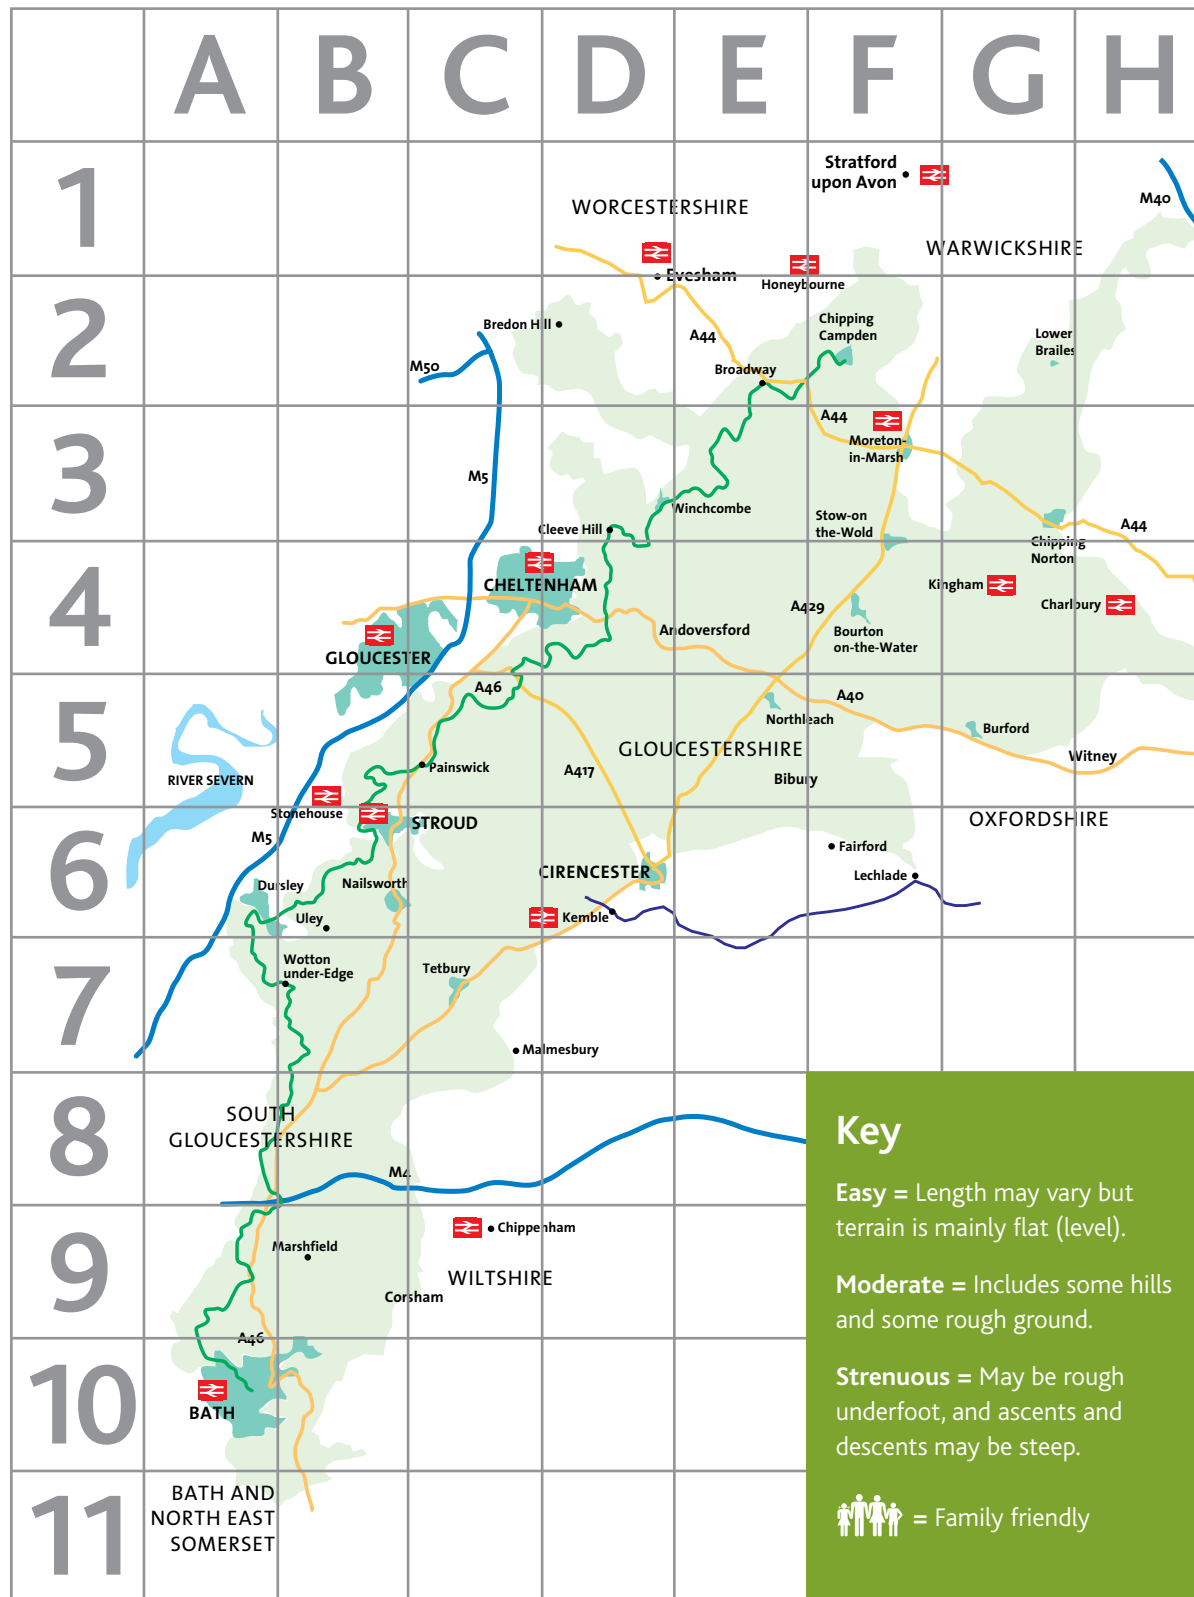 A B C D E F G H
1
2
3
4
5
6
7
8
9
10
11
Stratford
upon Avon
M40
WORCESTERSHIRE
WARWICKSHIRE
Evesham
Honeybourne
Bredon Hill
Chipping
Campden
Lower
Brailes
A44
M50
Broadway
A44
Moreton-
in-Marsh
M5
Winchcombe
Stow-on
the-Wold
Cleeve Hill
A44
Chipping
Norton
CHELTENHAM
Kingham
Charlbury
A429
Andoversford
Bourton
on-the-Water
GLOUCESTER
A46
A40
Northleach
Burford
GLOUCESTERSHIRE
Witney
Painswick
A417
Bibury
RIVER SEVERN
Stonehouse
STROUD
OXFORDSHIRE
M5
Fairford
CIRENCESTER
Lechlade
Dursley
Nailsworth
Uley
Kemble
Wotton
under-Edge
Tetbury
Malmesbury
SOUTH
GLOUCESTERSHIRE
M4
Chippenham
Marshfield
WILTSHIRE
Corsham
A46
BATH
BATH AND
NORTH EAST
SOMERSET
Key
Easy = Length may vary but
terrain is mainly flat (level).
Moderate = Includes some hills
and some rough ground.
Strenuous = May be rough
underfoot, and ascents and
descents may be steep.
= Family friendly